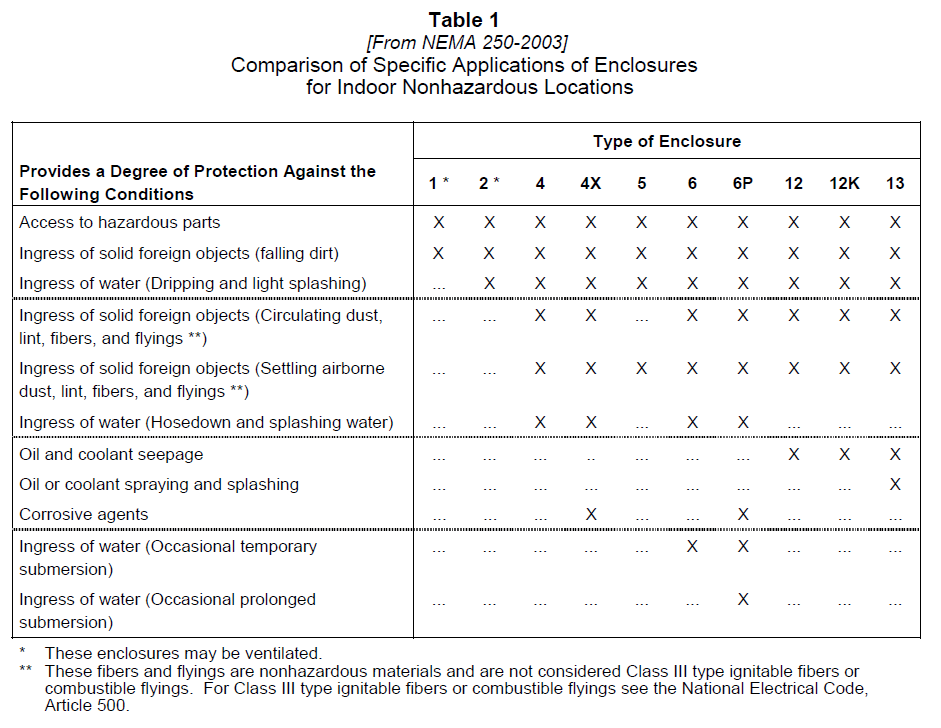 Table 1
[From NEMA 250-2003]
Comparison of Specific Applications of Enclosures
for Indoor Nonhazardous Locations
Type of Enclosure
Provides a Degree of Protection Against the
Following Conditions
1 * 2 * 4 4X 5 6 6P 12 12K 13
Access to hazardous parts X X X X X X X X X X
Ingress of solid foreign objects (falling dirt) X X X X X X X X X X
Ingress of water (Dripping and light splashing) ... X X X X X X X X X
Ingress of solid foreign objects (Circulating dust, ... ... X X ... X X X X X
lint, fibers, and flyings **)
Ingress of solid foreign objects (Settling airborne ... ... X X X X X X X X
dust, lint, fibers, and flyings **)
Ingress of water (Hosedown and splashing water) ... ... X X ... X X ... ... ...
Oil and coolant seepage ... ... ... .. ... ... ... X X X
Oil or coolant spraying and splashing ... ... ... ... ... ... ... ... ... X
Corrosive agents ... ... ... X ... ... X ... ... ...
Ingress of water (Occasional temporary ... ... ... ... ... X X ... ... ...
submersion)
Ingress of water (Occasional prolonged ... ... ... ... ... ... X ... ... ...
submersion)
* These enclosures may be ventilated.
** These fibers and flyings are nonhazardous materials and are not considered Class III type ignitable fibers or
combustible flyings. For Class III type ignitable fibers or combustible flyings see the National Electrical Code,
Article 500.